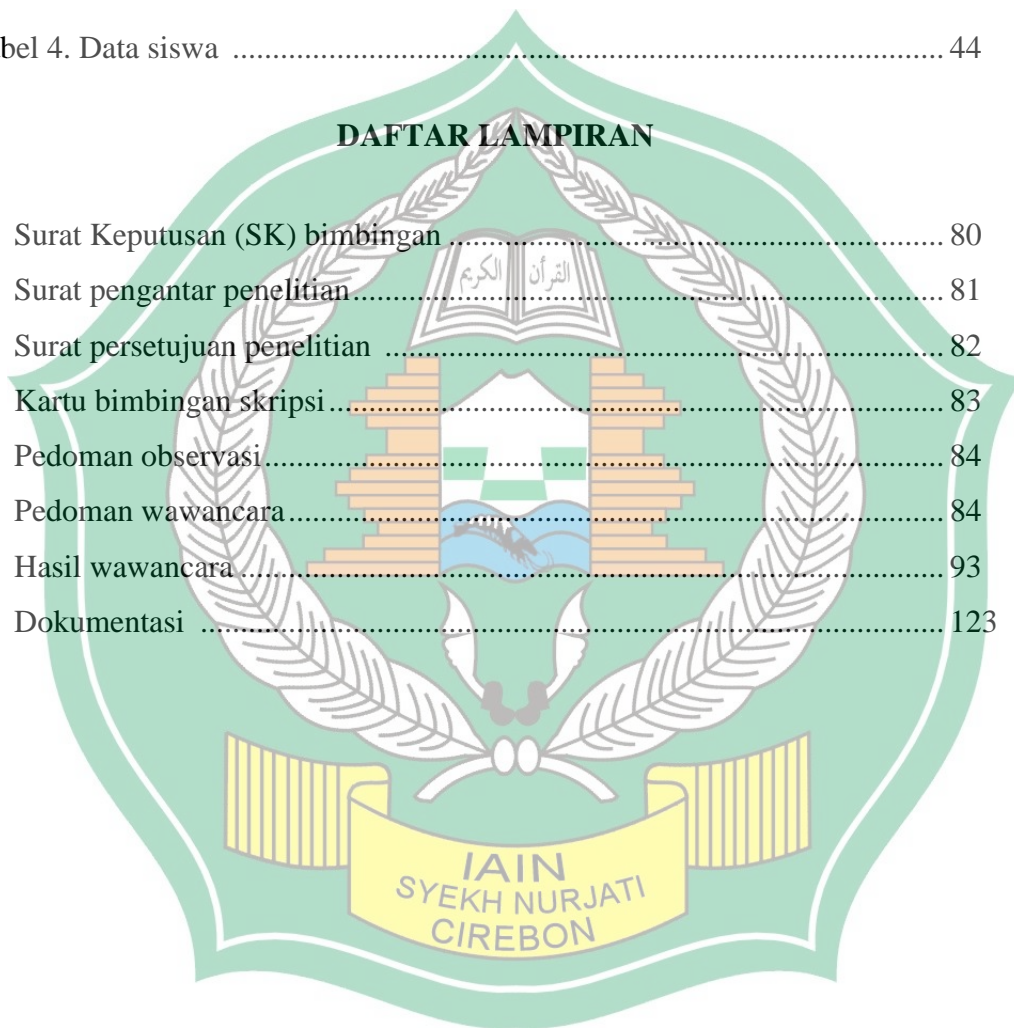 bel 4. Data siswa ........................................................................................... 44
DAFTAR LAMPIRAN
Surat Keputusan (SK) bimbingan ............................................................... 80
Surat pengantar penelitian........................................................................... 81
Surat persetujuan penelitian ....................................................................... 82
Kartu bimbingan skripsi.............................................................................. 83
Pedoman observasi...................................................................................... 84
Pedoman wawancara................................................................................... 84
Hasil wawancara ......................................................................................... 93
Dokumentasi .............................................................................................. 123
القرأن الكريم
IAIN
SYEKH NURJATI
CIREBON